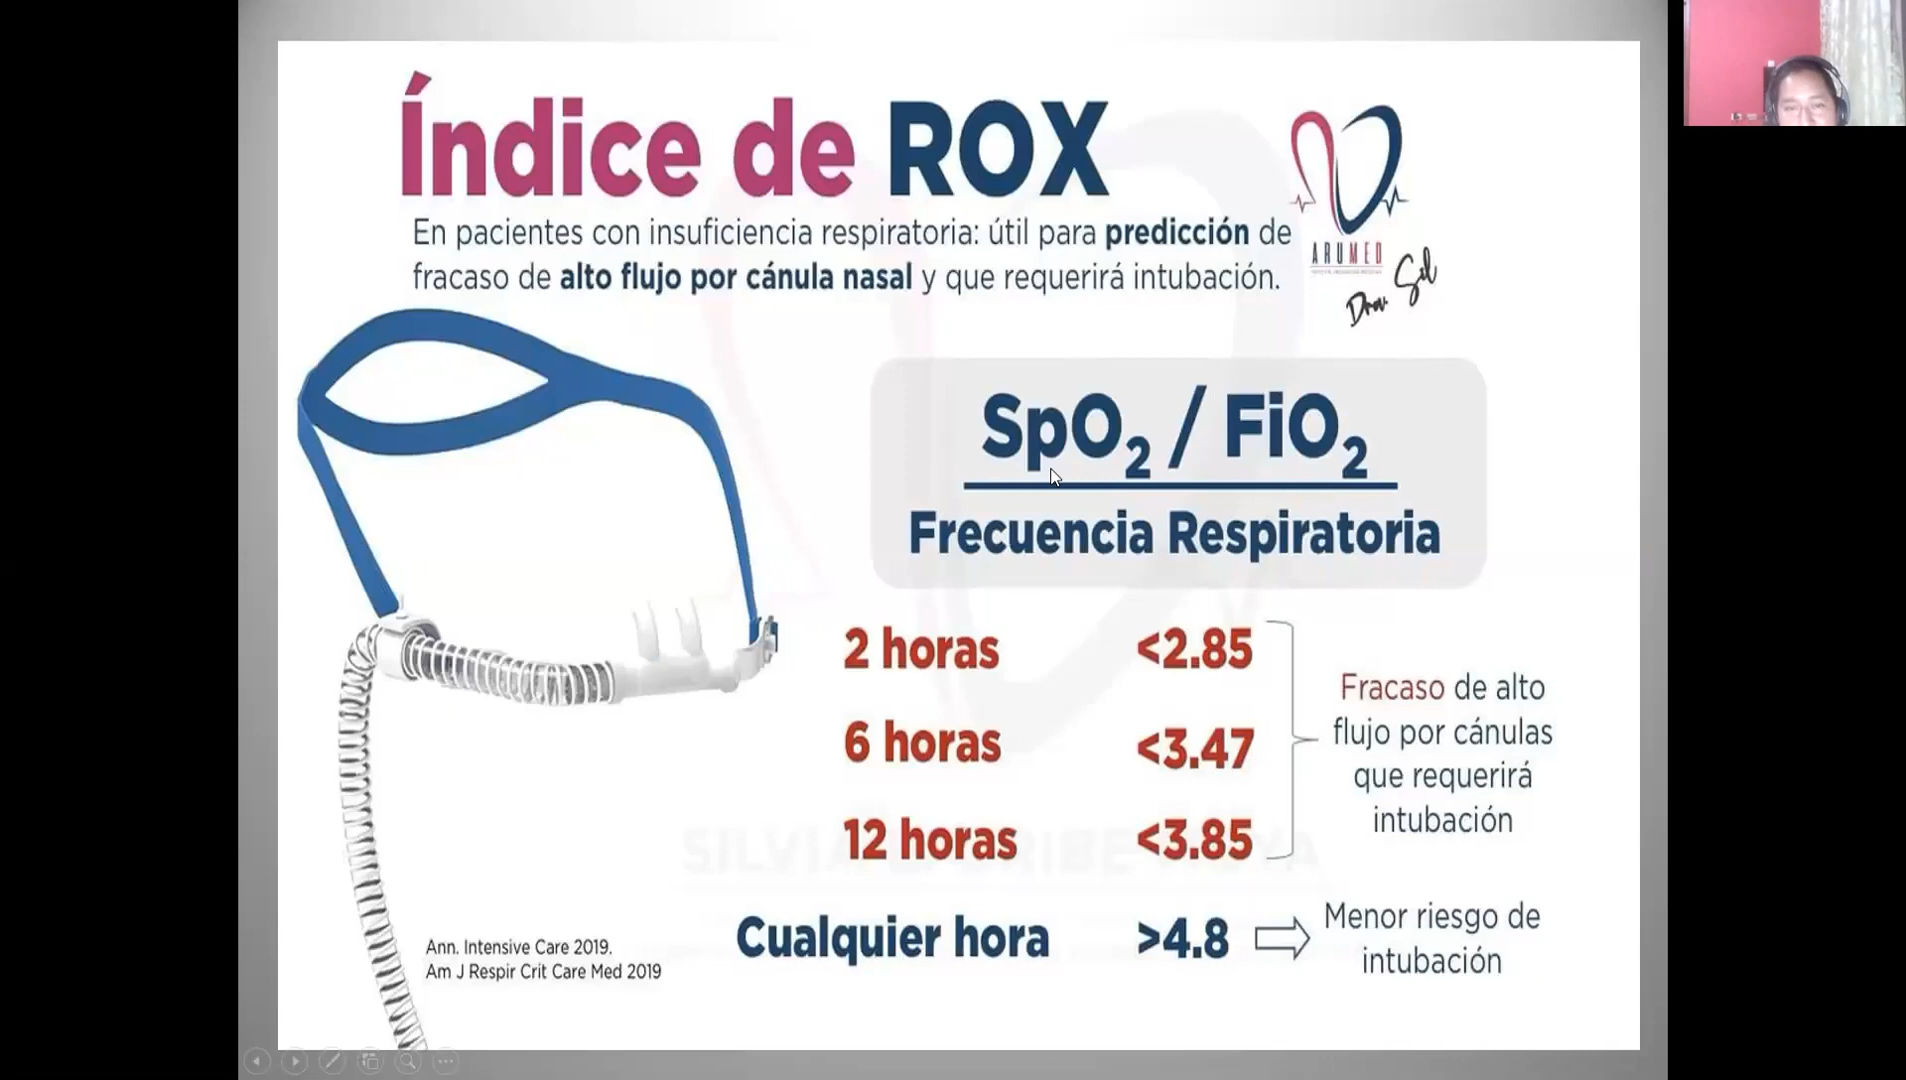 Índice de ROX
En pacientes con insuficiencia respiratoria: útil para predicción de
fracaso de alto flujo por cánula nasal y que requerirá intubación.
ARUMED
Dra. Sil
SpO₂ / FiO₂
Frecuencia Respiratoria
2 horas <2.85
6 horas <3.47
12 horas <3.85
Fracaso de alto
flujo por cánulas
que requerirá
intubación
Cualquier hora >4.8
Menor riesgo de
intubación
Ann. Intensive Care 2019.
Am J Respir Crit Care Med 2019